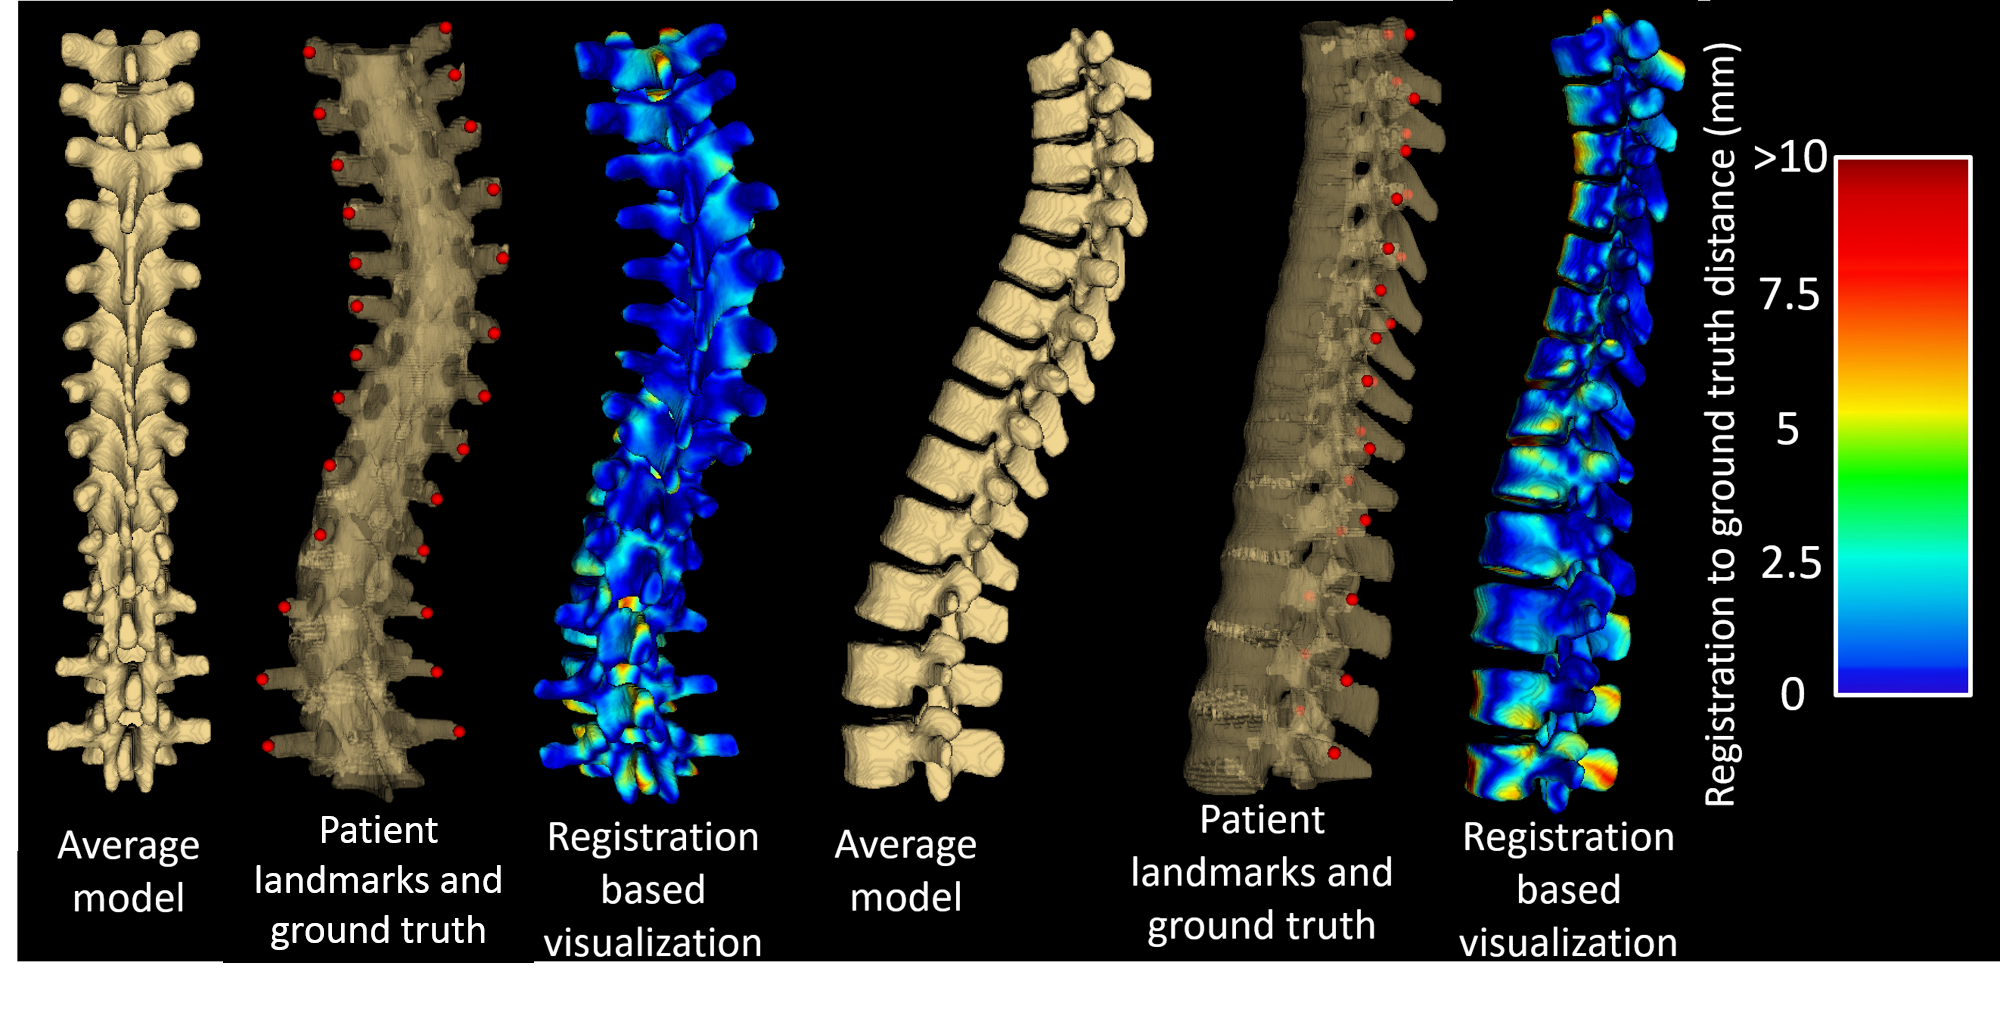 Average
model
Patient
landmarks and
ground truth
Registration
based
visualization
Average
model
Patient
landmarks and
ground truth
Registration
based
visualization
Registration to ground truth distance (mm)
>10
7.5
5
2.5
0